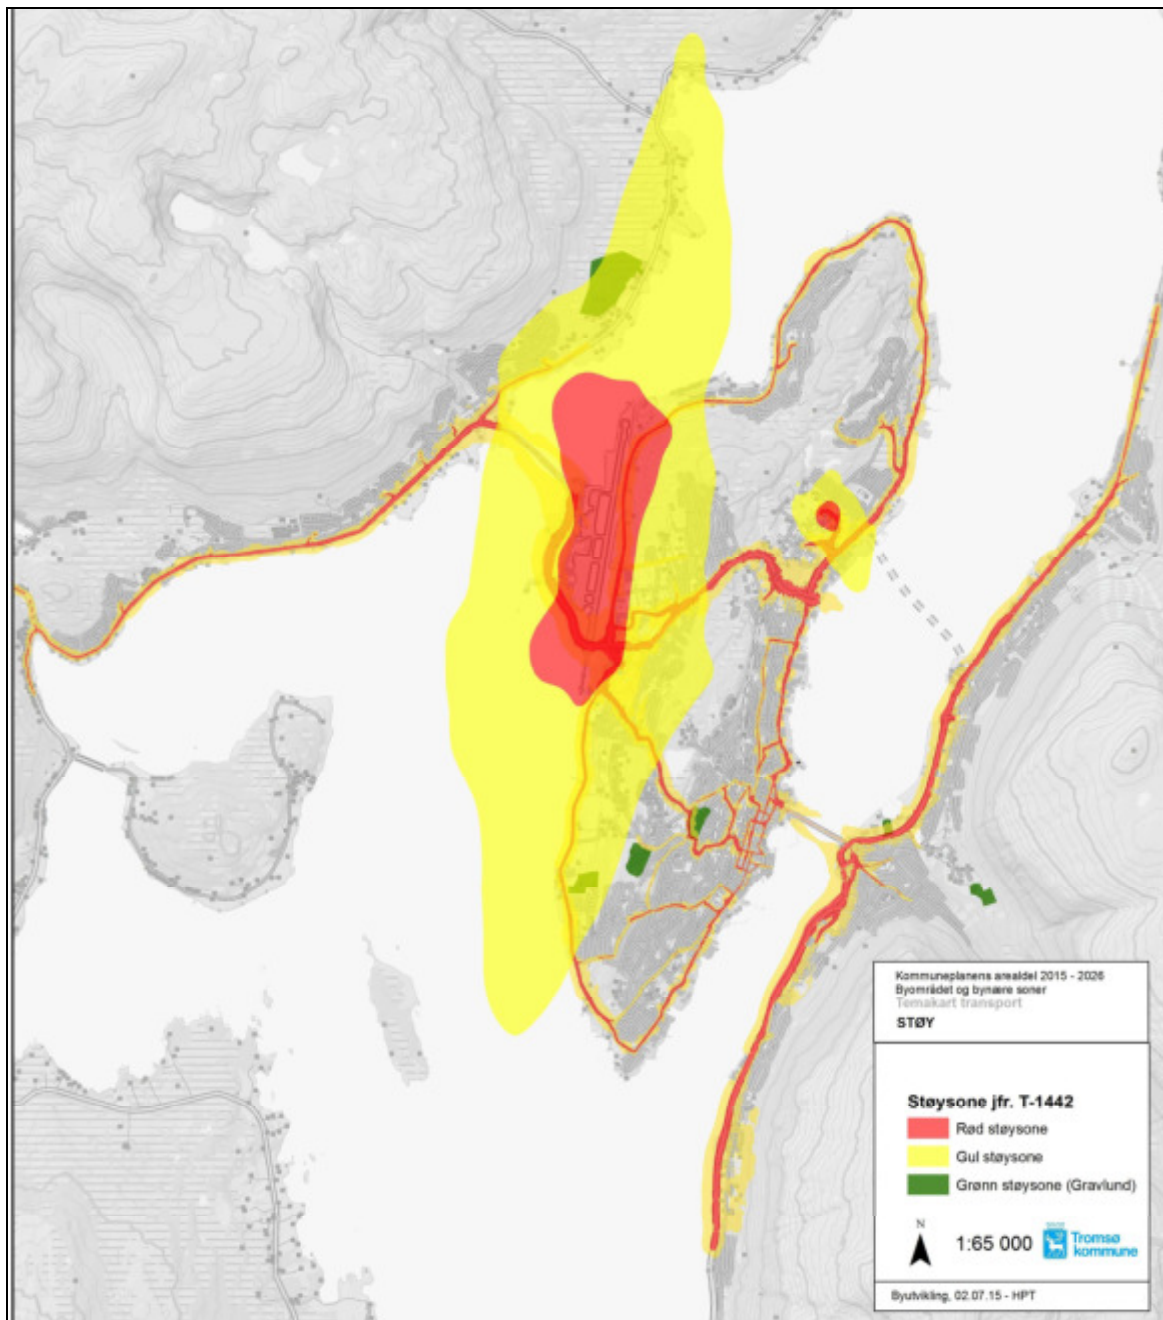 Kommuneplanens arealdel 2015 - 2026
Byområdet og bynære soner
Temakart transport
STØY
Støysone jfr. T-1442
Rød støysone
Gul støysone
Grønn støysone (Gravlund)
N
1:65 000
Tromsø
kommune
Byutvikling, 02.07.15 - HPT